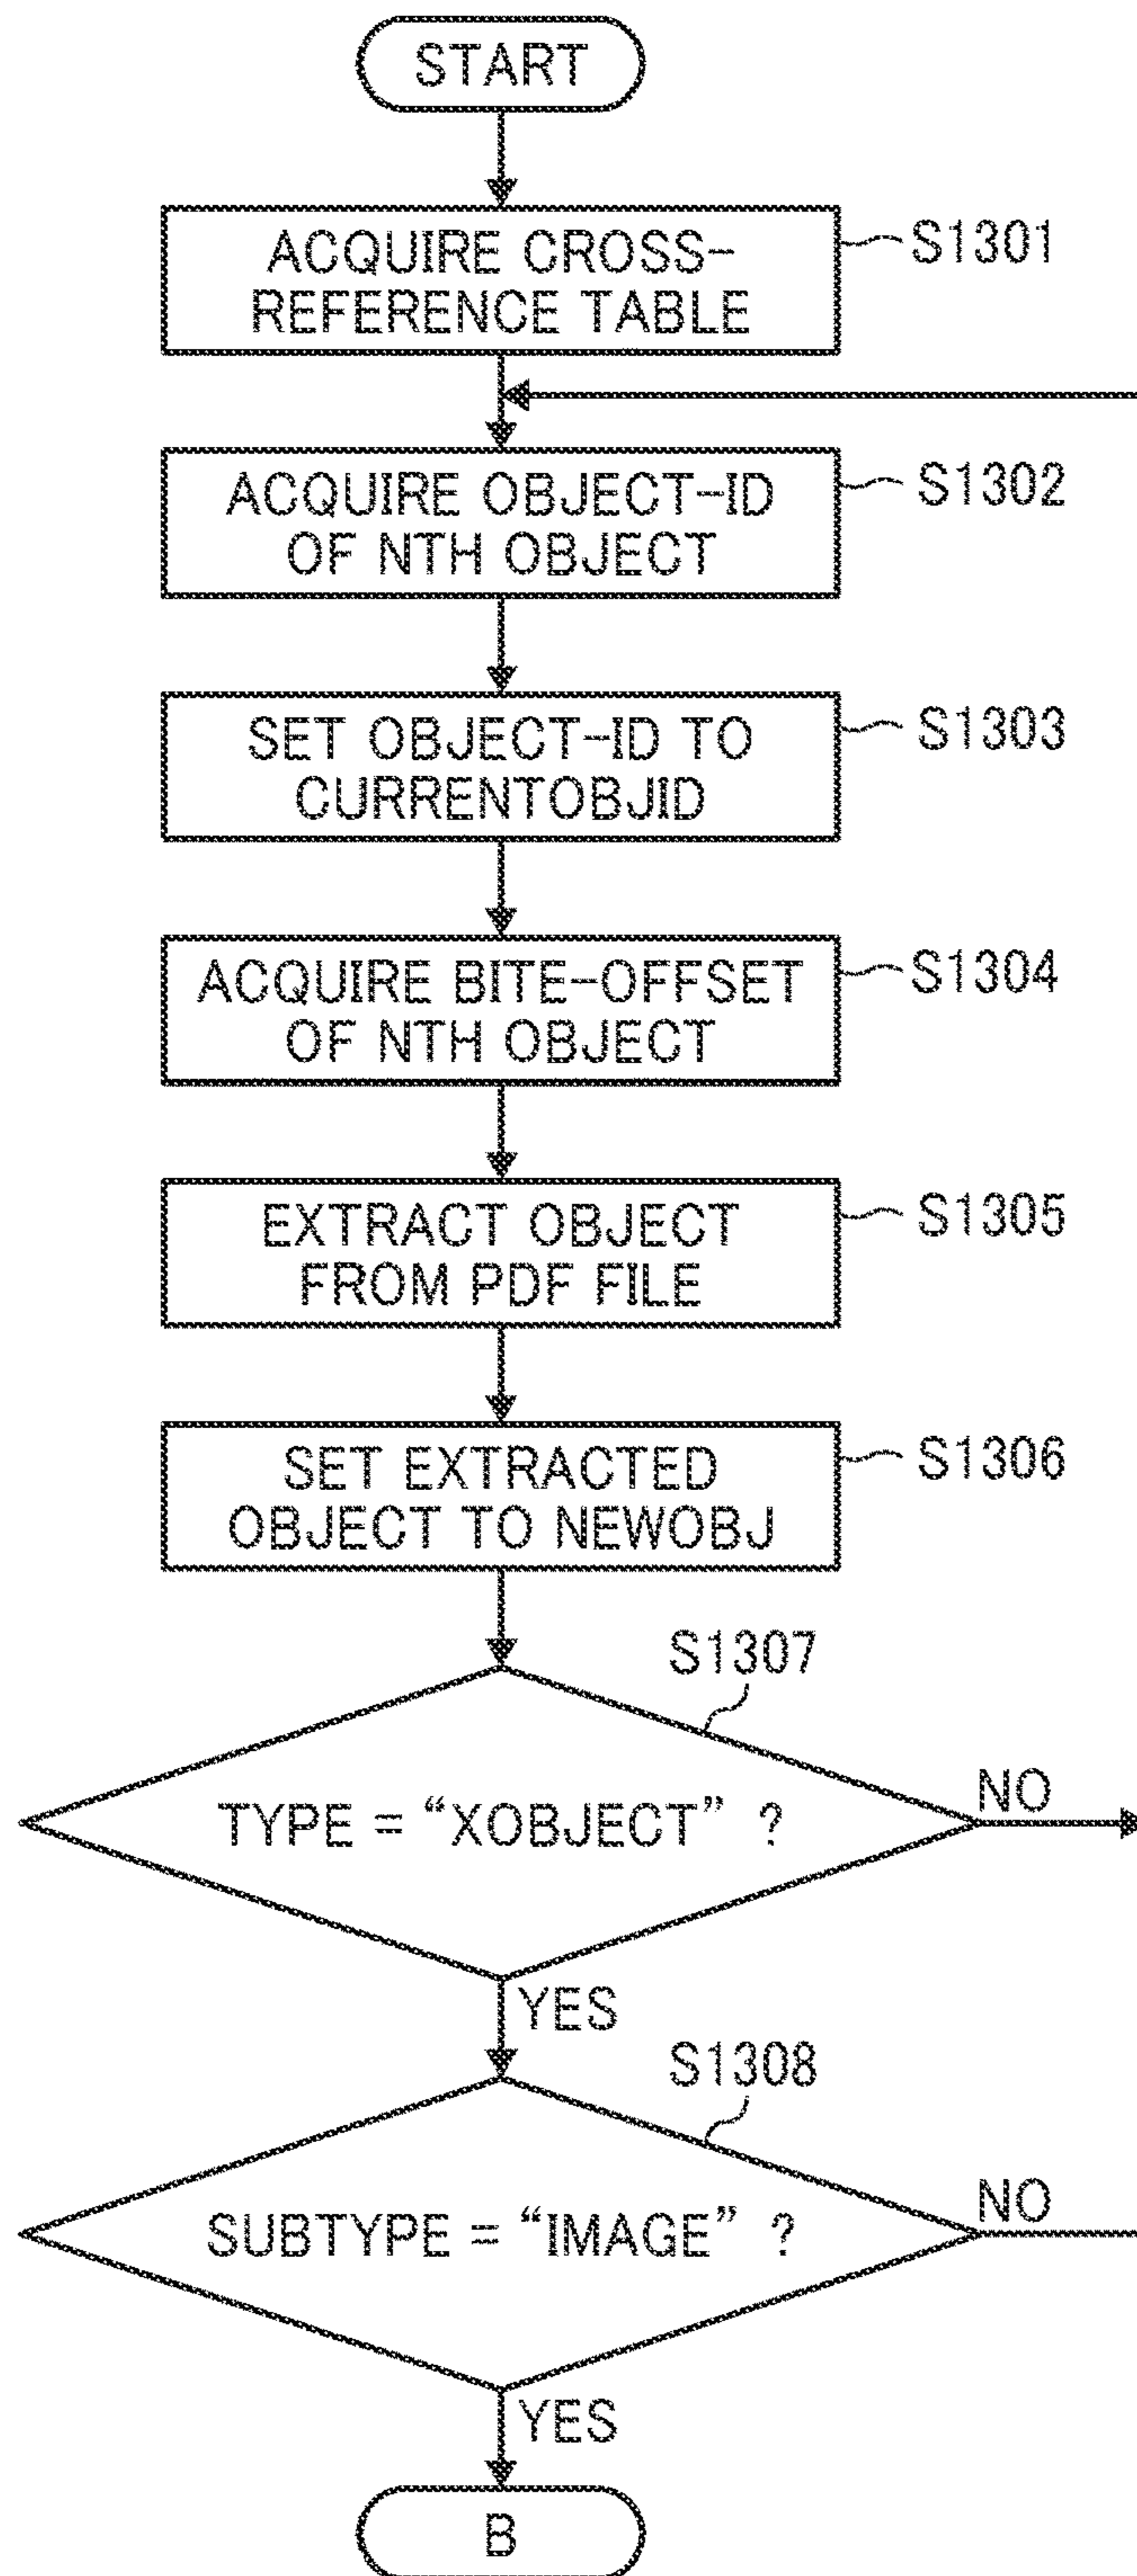 START
ACQUIRE CROSS-
REFERENCE TABLE
S1301
ACQUIRE OBJECT-ID
OF NTH OBJECT
S1302
SET OBJECT-ID TO
CURRENTOBJID
S1303
ACQUIRE BITE-OFFSET
OF NTH OBJECT
S1304
EXTRACT OBJECT
FROM PDF FILE
S1305
SET EXTRACTED
OBJECT TO NEWOBJ
S1306
S1307
TYPE = “XOBJECT” ?
NO
YES
S1308
SUBTYPE = “IMAGE” ?
NO
YES
B